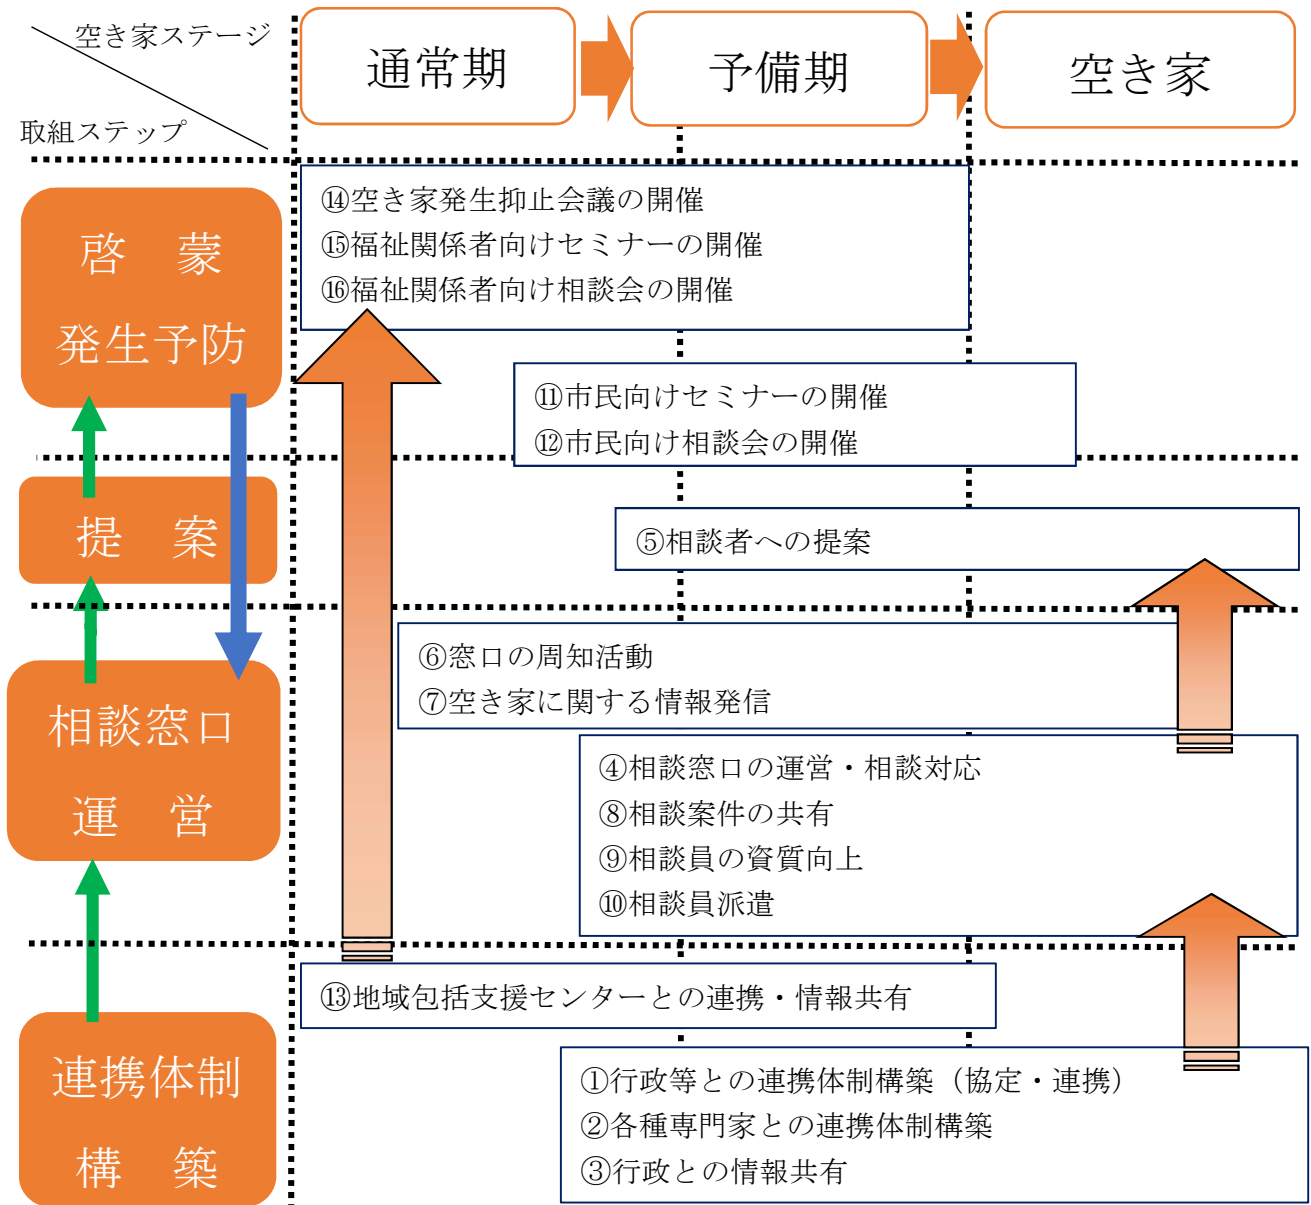 空き家ステージ
取組ステップ
通常期
予備期
空き家
啓　蒙
発生予防
⑭空き家発生抑止会議の開催
⑮福祉関係者向けセミナーの開催
⑯福祉関係者向け相談会の開催
⑪市民向けセミナーの開催
⑫市民向け相談会の開催
提　案
⑤相談者への提案
相談窓口
運　営
⑥窓口の周知活動
⑦空き家に関する情報発信
④相談窓口の運営・相談対応
⑧相談案件の共有
⑨相談員の資質向上
⑩相談員派遣
連携体制
構　築
⑬地域包括支援センターとの連携・情報共有
①行政等との連携体制構築（協定・連携）
②各種専門家との連携体制構築
③行政との情報共有